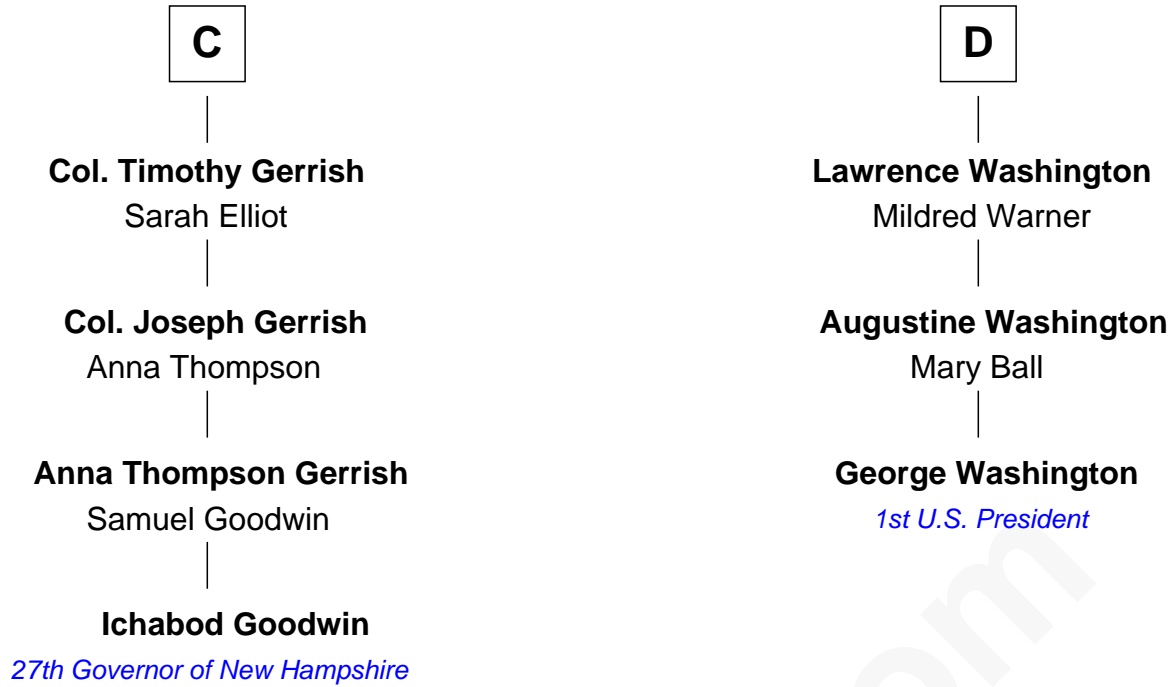 C
Col. Timothy Gerrish
Sarah Elliot
Col. Joseph Gerrish
Anna Thompson
Anna Thompson Gerrish
Samuel Goodwin
Ichabod Goodwin
27th Governor of New Hampshire
D
Lawrence Washington
Mildred Warner
Augustine Washington
Mary Ball
George Washington
1st U.S. President
om